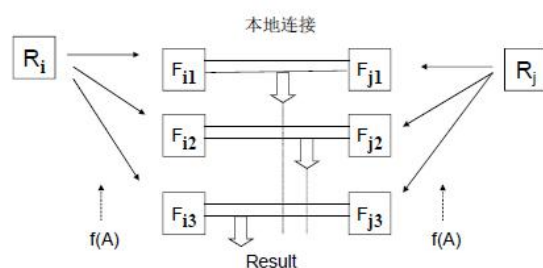 本地连接
Ri Fi1 Fj1 Rj
Fi2 Fj2
Fi3 Fj3
f(A) f(A)
Result